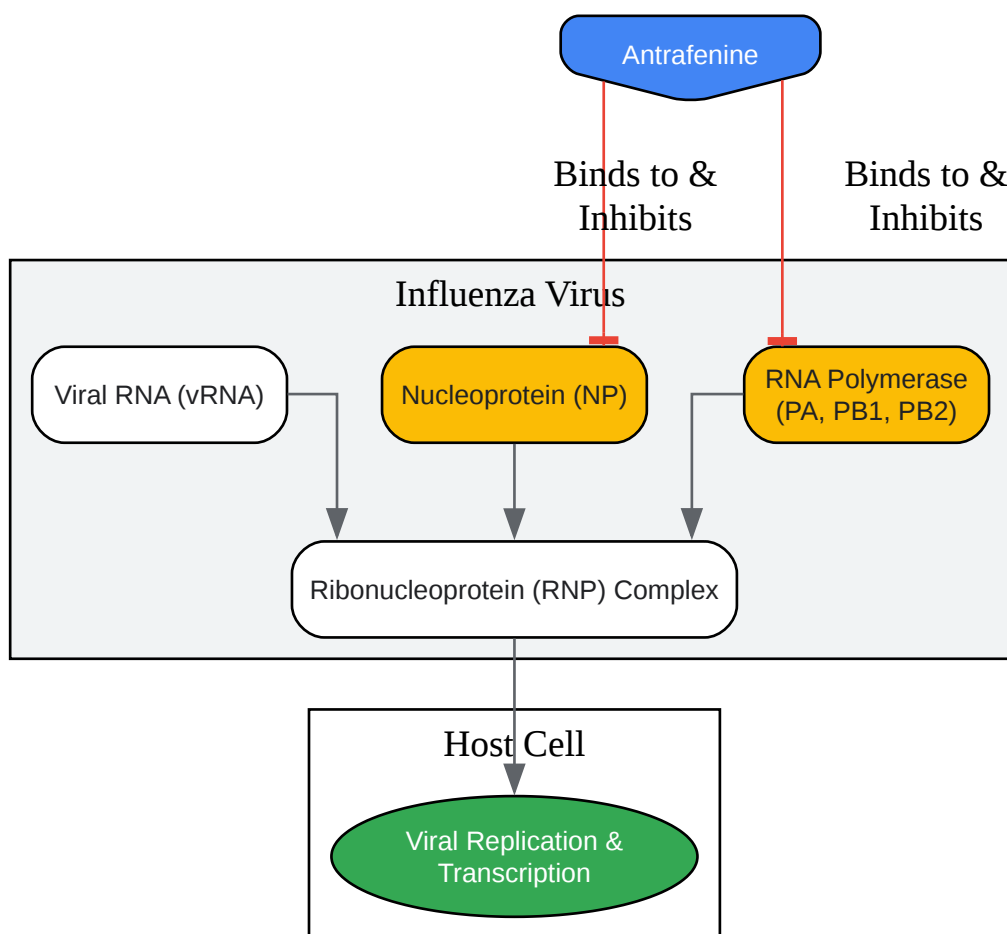 Antrafenine
Binds to &
Inhibits
Binds to &
Inhibits
Influenza Virus
Viral RNA (vRNA)
Nucleoprotein (NP)
RNA Polymerase
(PA, PB1, PB2)
Ribonucleoprotein (RNP) Complex
Host Cell
Viral Replication &
Transcription